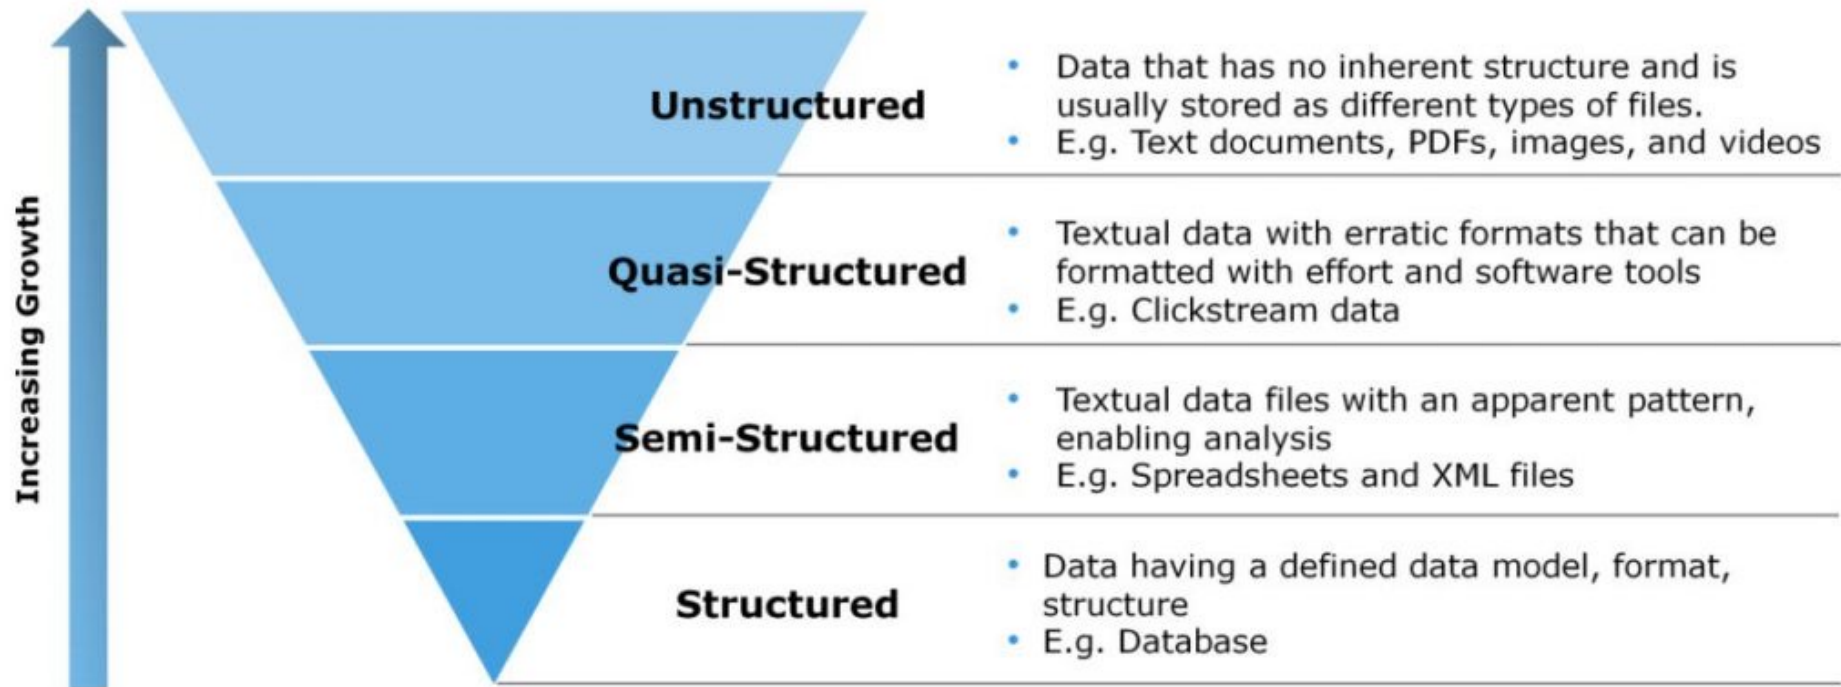 Increasing Growth
Unstructured
• Data that has no inherent structure and is
usually stored as different types of files.
• E.g. Text documents, PDFs, images, and videos
Quasi-Structured
• Textual data with erratic formats that can be
formatted with effort and software tools
• E.g. Clickstream data
Semi-Structured
• Textual data files with an apparent pattern,
enabling analysis
• E.g. Spreadsheets and XML files
Structured
• Data having a defined data model, format,
structure
• E.g. Database